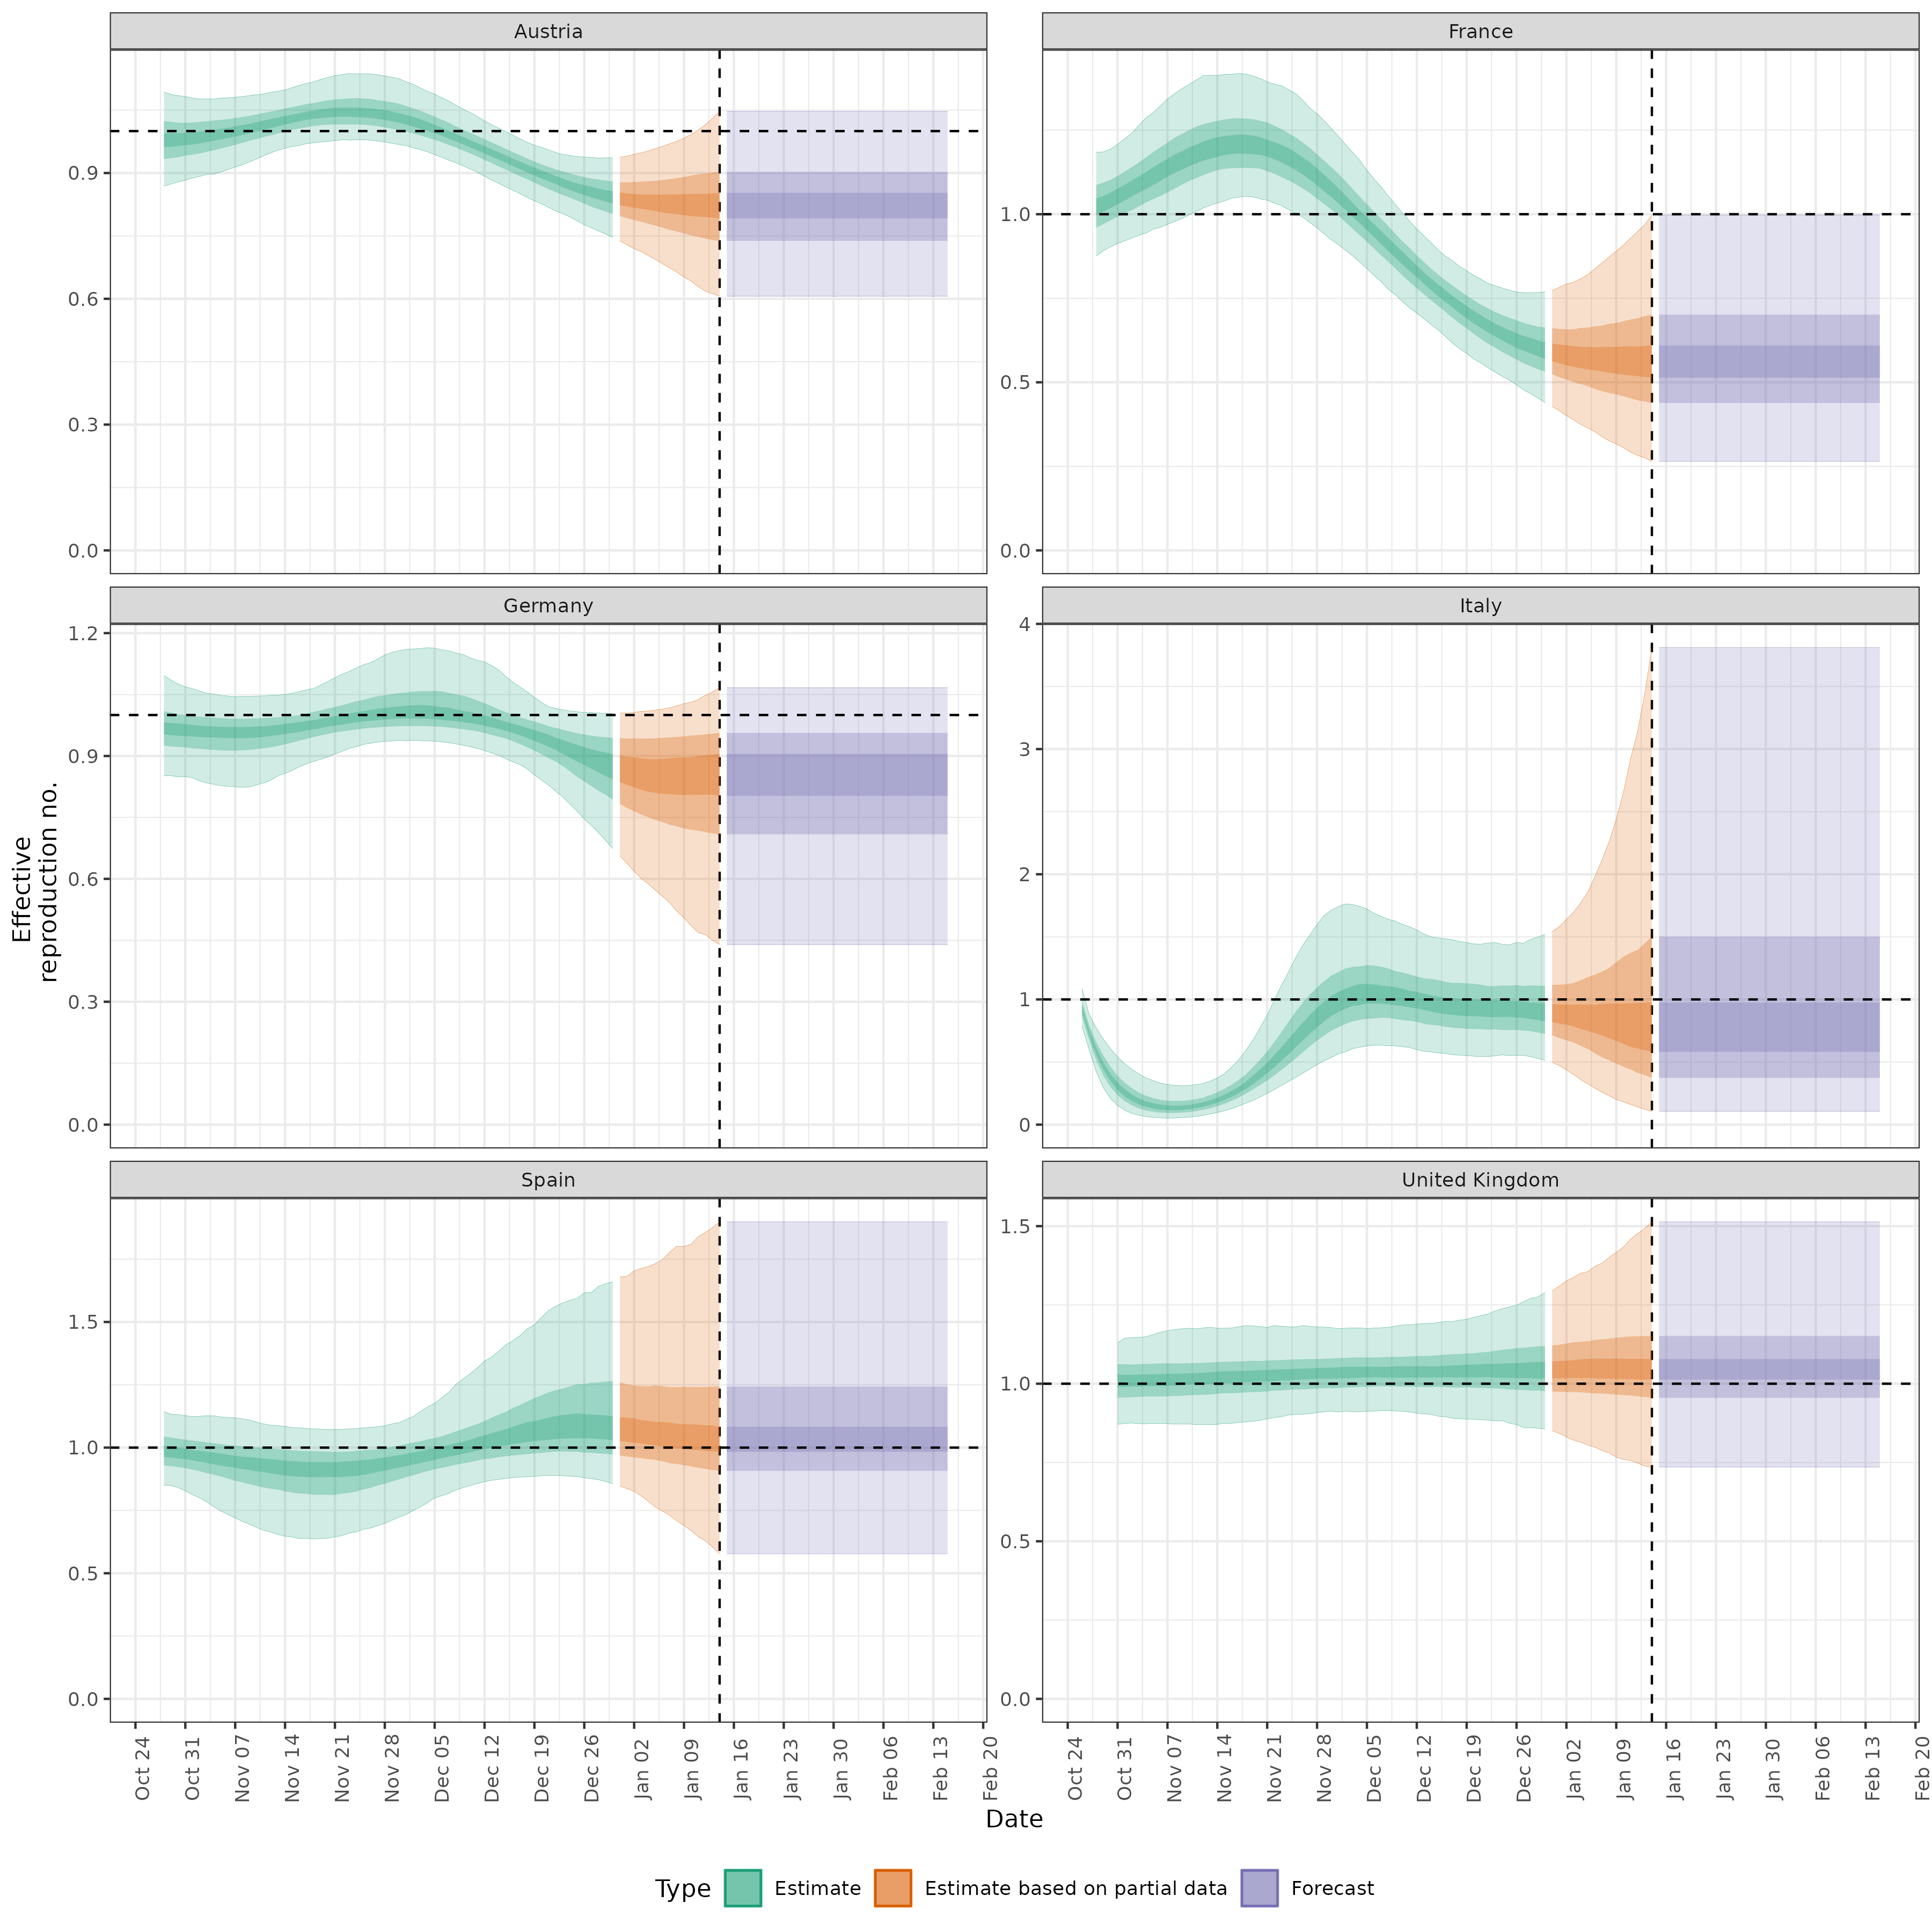 Austria
France
0.9
0.6
0.3
0.0
1.0
0.5
0.0
Germany
Italy
1.2
0.9
0.6
0.3
0.0
4
3
2
1
0
Spain
United Kingdom
1.5
1.0
0.5
0.0
1.5
1.0
0.5
0.0
Effective
reproduction no.
Oct 24
Oct 31
Nov 07
Nov 14
Nov 21
Nov 28
Dec 05
Dec 12
Dec 19
Dec 26
Jan 02
Jan 09
Jan 16
Jan 23
Jan 30
Feb 06
Feb 13
Feb 20
Oct 24
Oct 31
Nov 07
Nov 14
Nov 21
Nov 28
Dec 05
Dec 12
Dec 19
Dec 26
Jan 02
Jan 09
Jan 16
Jan 23
Jan 30
Feb 06
Feb 13
Feb 20
Date
Type Estimate Estimate based on partial data Forecast